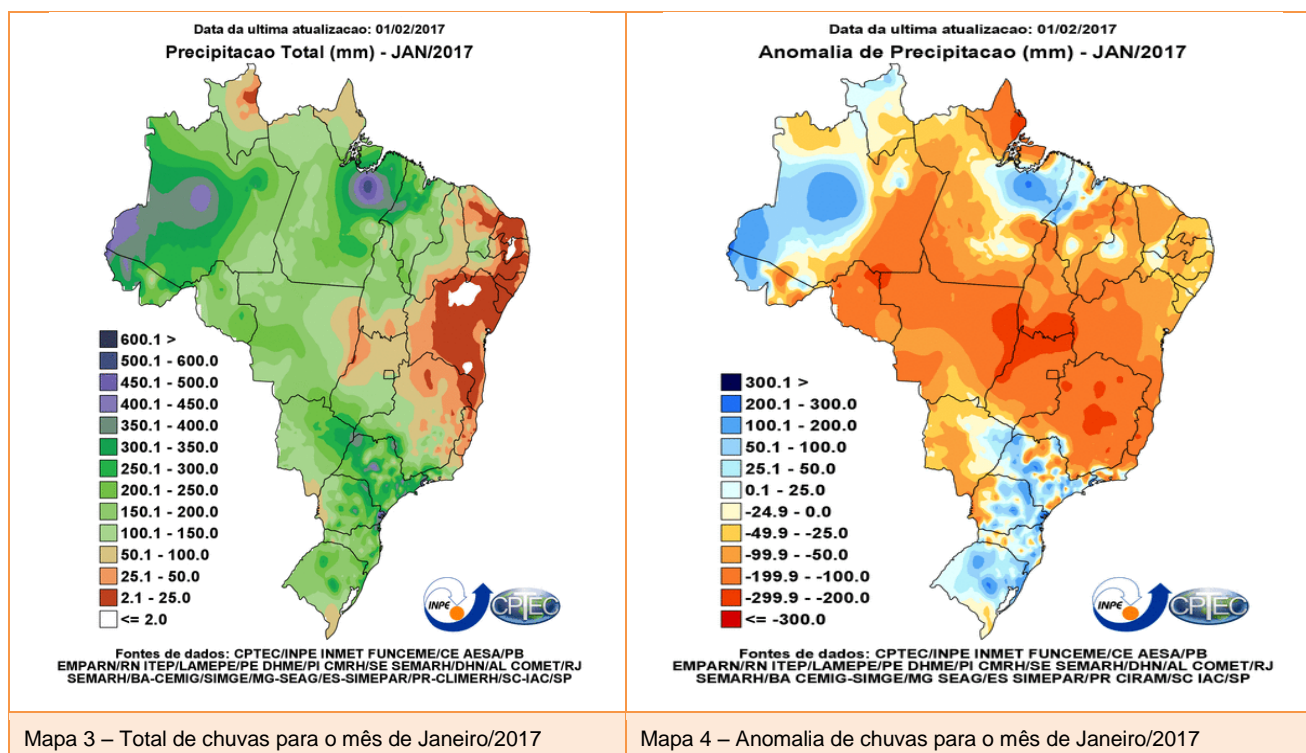 Data da ultima atualizacao: 01/02/2017
Precipitacao Total (mm) - JAN/2017
600.1 >
500.1 - 600.0
450.1 - 500.0
400.1 - 450.0
350.1 - 400.0
300.1 - 350.0
250.1 - 300.0
200.1 - 250.0
150.1 - 200.0
100.1 - 150.0
50.1 - 100.0
25.1 - 50.0
2.1 - 25.0
<= 2.0
INPE
CPTEC
Fontes de dados: CPTEC/INPE INMET FUNCEME/CE AESA/PB
EMPARN/RN ITEP/LAMEPE/PE DHME/PI CMRH/SE SEMARH/DHN/AL COMET/RJ
SEMARH/BA-CEMIG/SIMGE/MG-SEAG/ES-SIMEPAR/PR-CLIMERH/SC-IAC/SP
Mapa 3 – Total de chuvas para o mês de Janeiro/2017
Data da ultima atualizacao: 01/02/2017
Anomalia de Precipitacao (mm) - JAN/2017
300.1 >
200.1 - 300.0
100.1 - 200.0
50.1 - 100.0
25.1 - 50.0
0.1 - 25.0
-24.9 - 0.0
-49.9 - -25.0
-99.9 - -50.0
-199.9 - -100.0
-299.9 - -200.0
<= -300.0
INPE
CPTEC
Fontes de dados: CPTEC/INPE INMET FUNCEME/CE AESA/PB
EMPARN/RN ITEP/LAMEPE/PE DHME/PI CMRH/SE SEMARH/DHN/AL COMET/RJ
SEMARH/BA CEMIG-SIMGE/MG SEAG/ES SIMEPAR/PR CIRAM/SC IAC/SP
Mapa 4 – Anomalia de chuvas para o mês de Janeiro/2017